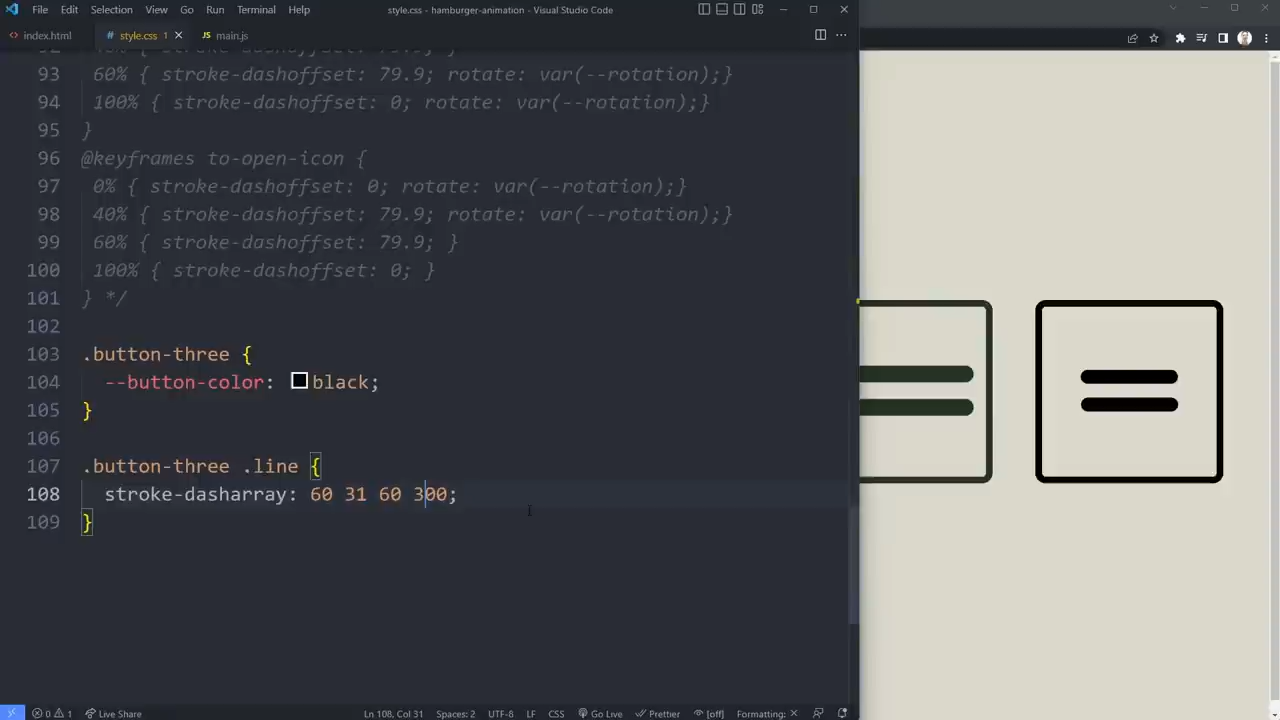 File Edit Selection View Go Run Terminal Help
style.css - hamburger-animation - Visual Studio Code
index.html
style.css 1
JS main.js
93 60% { stroke-dashoffset: 79.9; rotate: var(--rotation);}
94 100% { stroke-dashoffset: 0; rotate: var(--rotation);}
95 }
96 @keyframes to-open-icon {
97 0% { stroke-dashoffset: 0; rotate: var(--rotation);}
98 40% { stroke-dashoffset: 79.9; rotate: var(--rotation);}
99 60% { stroke-dashoffset: 79.9; }
100 100% { stroke-dashoffset: 0; }
101 } */
102
103 .button-three {
104 --button-color: black;
105 }
106
107 .button-three .line {
108 stroke-dasharray: 60 31 60 300;
109 }
0 1 Live Share Ln 108, Col 31 Spaces: 2 UTF-8 LF CSS Go Live Prettier [off] Formatting: ×